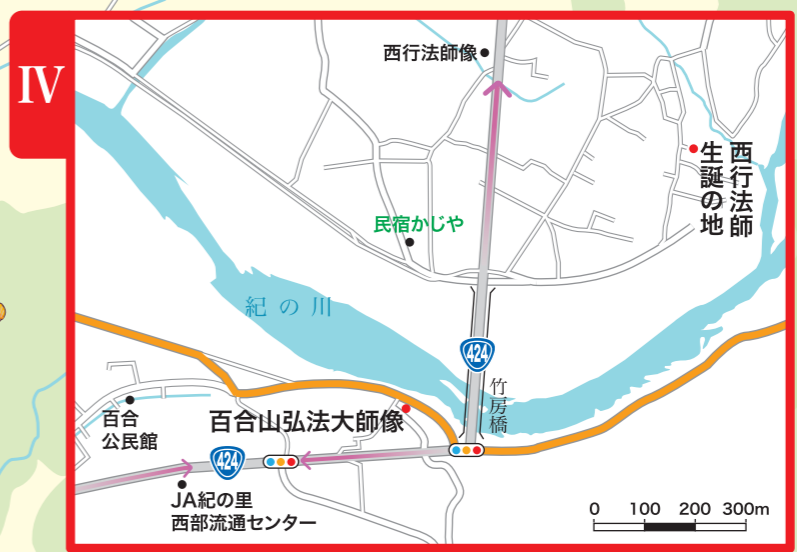 IV
西行法師像
西行法師
生誕の地
民宿かじや
紀の川
424
竹房橋
百合
公民館
百合山弘法大師像
424
JA紀の里
西部流通センター
0 100 200 300m